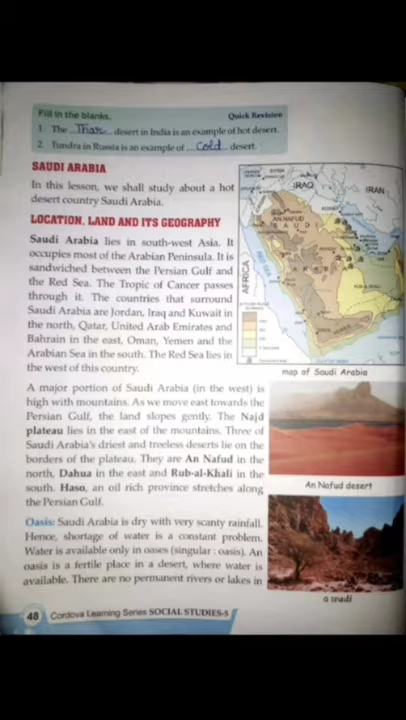 Fill in the blanks.
Quick Revision
1. The Thar desert in India is an example of hot desert.
2. Tundra in Russia is an example of cold desert.
SAUDI ARABIA
In this lesson, we shall study about a hot
desert country Saudi Arabia.
LOCATION, LAND AND ITS GEOGRAPHY
Saudi Arabia lies in south-west Asia. It
occupies most of the Arabian Peninsula. It is
sandwiched between the Persian Gulf and
the Red Sea. The Tropic of Cancer passes
through it. The countries that surround
Saudi Arabia are Jordan, Iraq and Kuwait in
the north, Qatar, United Arab Emirates and
Bahrain in the east, Oman, Yemen and the
Arabian Sea in the south. The Red Sea lies in
the west of this country.
SYRIA
IRAQ
IRAN
AN NAFUD
SAUDI
ARABIA
AFRICA
RED SEA
map of Saudi Arabia
A major portion of Saudi Arabia (in the west) is
high with mountains. As we move east towards the
Persian Gulf, the land slopes gently. The Najd
plateau lies in the east of the mountains. Three of
Saudi Arabia's driest and treeless deserts lie on the
borders of the plateau. They are An Nafud in the
north, Dahua in the east and Rub-al-Khali in the
south. Haso, an oil rich province stretches along
the Persian Gulf.
An Nafud desert
Oasis: Saudi Arabia is dry with very scanty rainfall.
Hence, shortage of water is a constant problem.
Water is available only in oases (singular : oasis). An
oasis is a fertile place in a desert, where water is
available. There are no permanent rivers or lakes in
a wadi
48 Cordova Learning Series SOCIAL STUDIES-5